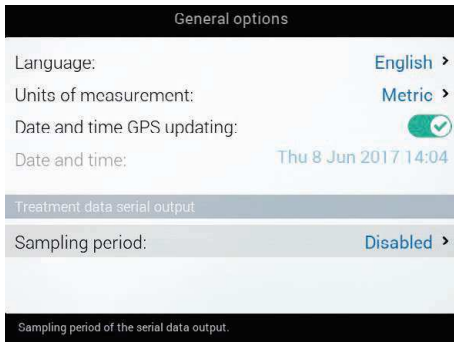 General options
Language: English >
Units of measurement: Metric >
Date and time GPS updating:
Date and time: Thu 8 Jun 2017 14:04
Treatment data serial output
Sampling period: Disabled >
Sampling period of the serial data output.